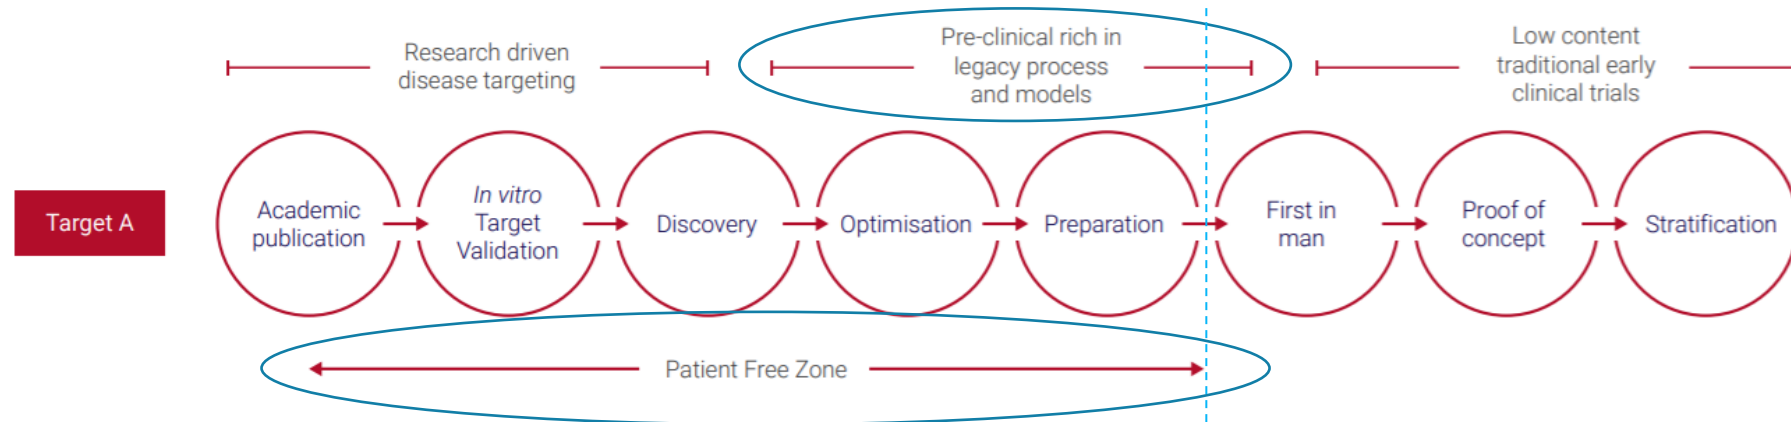 Research driven
disease targeting
Pre-clinical rich in
legacy process
and models
Low content
traditional early
clinical trials
Target A
Academic
publication
In vitro
Target
Validation
Discovery
Optimisation
Preparation
First in
man
Proof of
concept
Stratification
Patient Free Zone